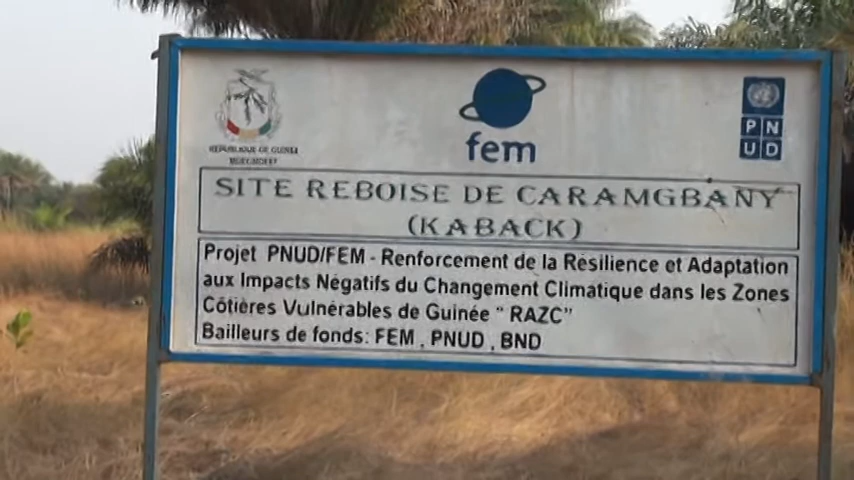 REPUBLIQUE DE GUINEE
fem
PN
UD
SITE REBOISE DE CARAMGBANY
(KABACK)
Projet PNUD/FEM - Renforcement de la Résilience et Adaptation
aux Impacts Négatifs du Changement Climatique dans les Zones
Côtières Vulnérables de Guinée " RAZC"
Bailleurs de fonds: FEM , PNUD , BND